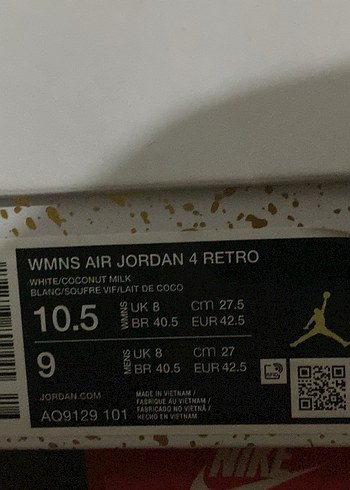 WMNS AIR JORDAN 4 RETRO
WHITE/COCONUT MILK
BLANC/SOUFRE VIF/LAIT DE COCO
10.5 WMNS UK 8 cm 27.5
BR 40.5 EUR 42.5
9 MENS UK 8 cm 27
BR 40.5 EUR 42.5
JORDAN.COM
AQ9129 101
MADE IN VIETNAM /
FABRIQUE AU VIETNAM /
FABRICADO NO VIETNÃ /
HECHO EN VIETNAM
NIKE